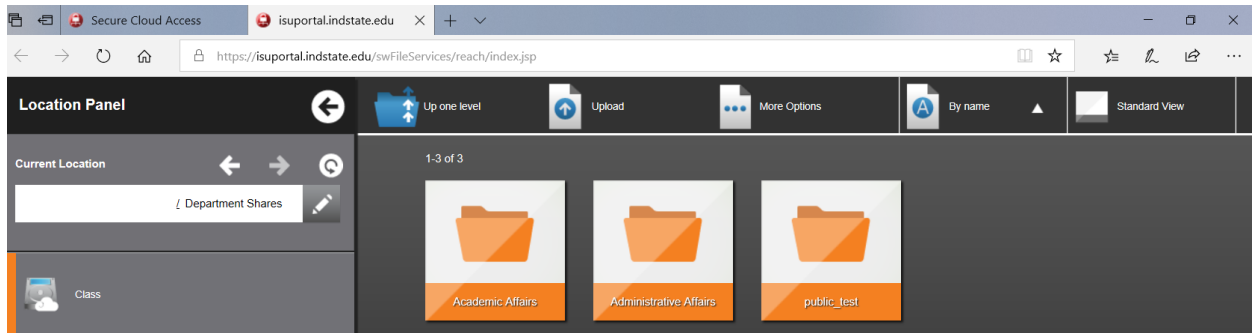 Secure Cloud Access
isuportal.indstate.edu
https://isuportal.indstate.edu/swFileServices/reach/index.jsp
Location Panel
Up one level
Upload
More Options
A
By name
Standard View
Current Location
/ Department Shares
1-3 of 3
Academic Affairs
Administrative Affairs
public_test
Class